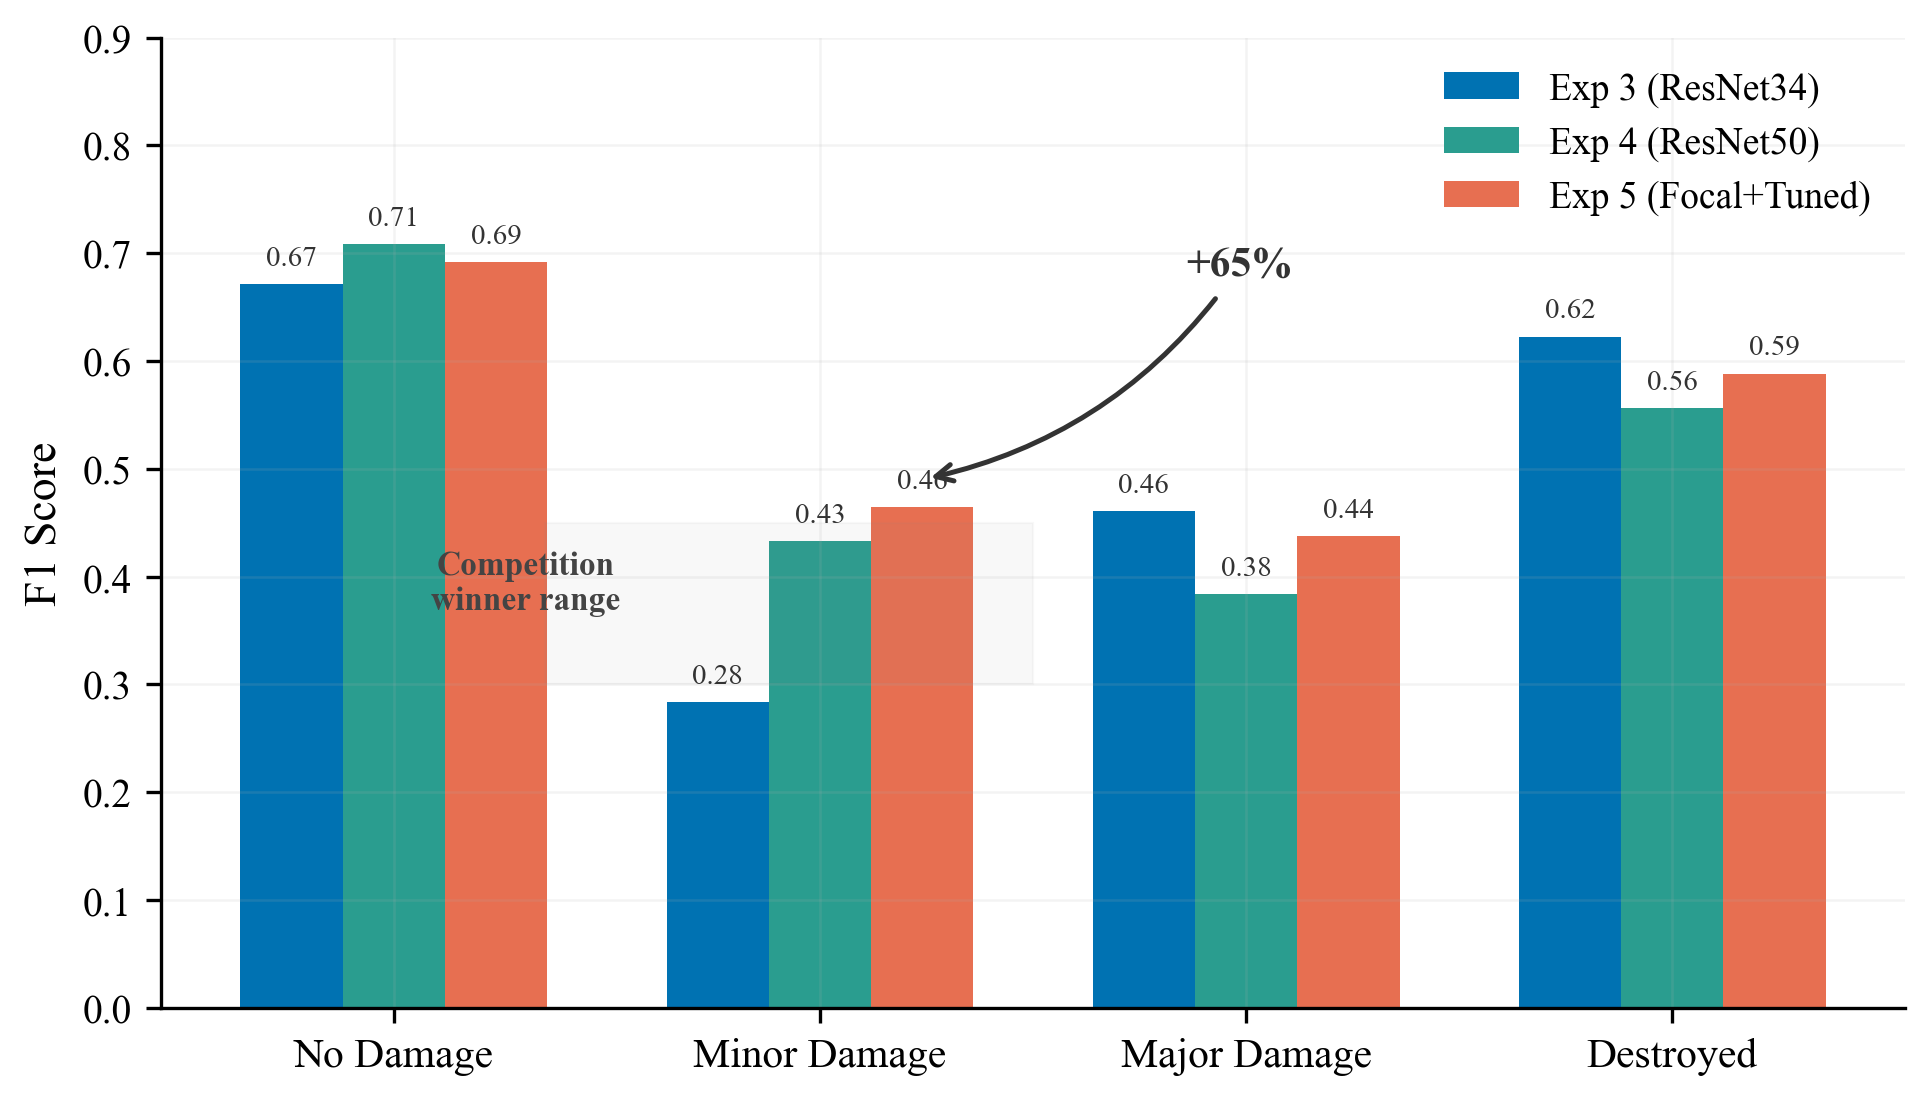 0.9
0.8
0.7
0.6
0.5
0.4
0.3
0.2
0.1
0.0
F1 Score
Exp 3 (ResNet34)
Exp 4 (ResNet50)
Exp 5 (Focal+Tuned)
+65%
0.67
0.71
0.69
0.28
0.43
0.46
0.46
0.38
0.44
0.62
0.56
0.59
Competition
winner range
No Damage
Minor Damage
Major Damage
Destroyed